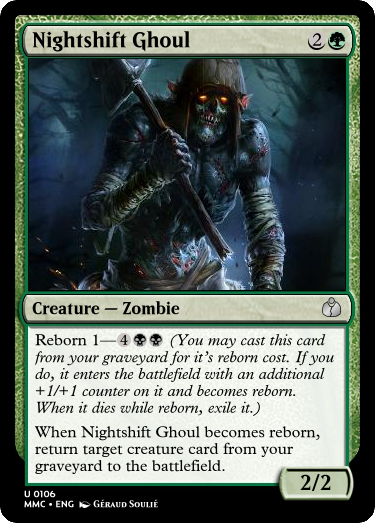 Nightshift Ghoul 2
Creature — Zombie
Reborn 1—4 (You may cast this card
from your graveyard for it's reborn cost. If you
do, it enters the battlefield with an additional
+1/+1 counter on it and becomes reborn.
When it dies while reborn, exile it.)
When Nightshift Ghoul becomes reborn,
return target creature card from your
graveyard to the battlefield.
2/2
U 0106
MMC • ENG Géraud Soulié